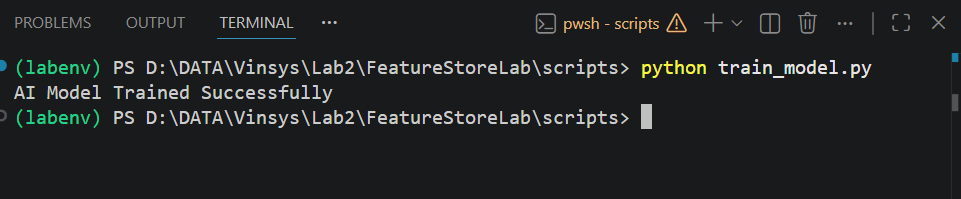 PROBLEMS OUTPUT TERMINAL ... pwsh - scripts
(labenv) PS D:\DATA\Vinsys\Lab2\FeatureStoreLab\scripts> python train_model.py
AI Model Trained Successfully
(labenv) PS D:\DATA\Vinsys\Lab2\FeatureStoreLab\scripts>